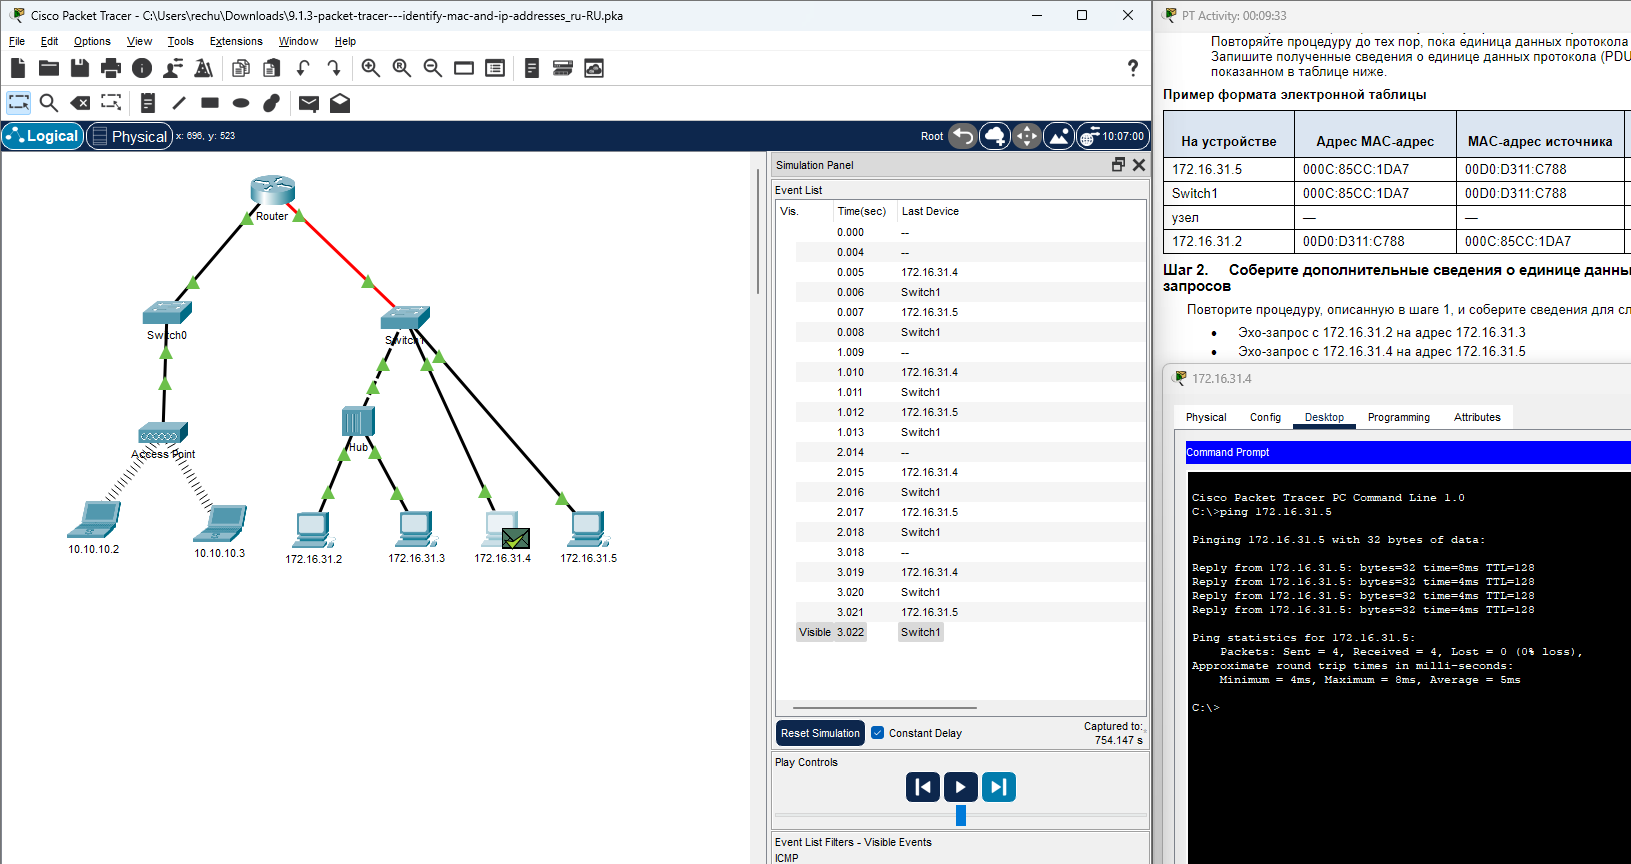 Cisco Packet Tracer - C:\Users\rechu\Downloads\9.1.3-packet-tracer---identify-mac-and-ip-addresses_ru-RU.pka
File Edit Options View Tools Extensions Window Help
Logical Physical x: 696, y: 523 Root 10:07:00
Router
Switch0
Switch1
Access Point
Hub
10.10.10.2
10.10.10.3
172.16.31.2
172.16.31.3
172.16.31.4
172.16.31.5
Simulation Panel
Event List
Vis. Time(sec) Last Device
0.000 --
0.004 --
0.005 172.16.31.4
0.006 Switch1
0.007 172.16.31.5
0.008 Switch1
1.009 --
1.010 172.16.31.4
1.011 Switch1
1.012 172.16.31.5
1.013 Switch1
2.014 --
2.015 172.16.31.4
2.016 Switch1
2.017 172.16.31.5
2.018 Switch1
3.018 --
3.019 172.16.31.4
3.020 Switch1
3.021 172.16.31.5
Visible 3.022 Switch1
Reset Simulation Constant Delay
Captured to:
754.147 s
Play Controls
Event List Filters - Visible Events
ICMP
PT Activity: 00:09:33
Повторяйте процедуру до тех пор, пока единица данных протокола
Запишите полученные сведения о единице данных протокола (PDU
показанном в таблице ниже.
Пример формата электронной таблицы
На устройстве Адрес MAC-адрес MAC-адрес источника
172.16.31.5 000C:85CC:1DA7 00D0:D311:C788
Switch1 000C:85CC:1DA7 00D0:D311:C788
узел — —
172.16.31.2 00D0:D311:C788 000C:85CC:1DA7
Шаг 2. Соберите дополнительные сведения о единице данны
запросов
Повторите процедуру, описанную в шаге 1, и соберите сведения для сл
• Эхо-запрос с 172.16.31.2 на адрес 172.16.31.3
• Эхо-запрос с 172.16.31.4 на адрес 172.16.31.5
172.16.31.4
Physical Config Desktop Programming Attributes
Command Prompt
Cisco Packet Tracer PC Command Line 1.0
C:\>ping 172.16.31.5
Pinging 172.16.31.5 with 32 bytes of data:
Reply from 172.16.31.5: bytes=32 time=8ms TTL=128
Reply from 172.16.31.5: bytes=32 time=4ms TTL=128
Reply from 172.16.31.5: bytes=32 time=4ms TTL=128
Reply from 172.16.31.5: bytes=32 time=4ms TTL=128
Ping statistics for 172.16.31.5:
Packets: Sent = 4, Received = 4, Lost = 0 (0% loss),
Approximate round trip times in milli-seconds:
Minimum = 4ms, Maximum = 8ms, Average = 5ms
C:\>